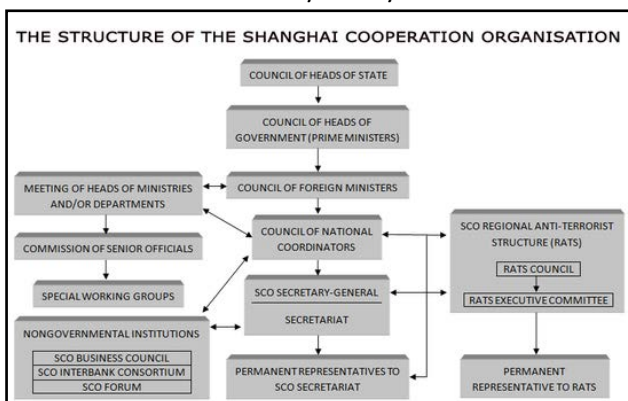 THE STRUCTURE OF THE SHANGHAI COOPERATION ORGANISATION
COUNCIL OF HEADS OF STATE
COUNCIL OF HEADS OF
GOVERNMENT (PRIME MINISTERS)
MEETING OF HEADS OF MINISTRIES
AND/OR DEPARTMENTS
COUNCIL OF FOREIGN MINISTERS
COMMISSION OF SENIOR OFFICIALS
COUNCIL OF NATIONAL
COORDINATORS
SCO REGIONAL ANTI-TERRORIST
STRUCTURE (RATS)
RATS COUNCIL
RATS EXECUTIVE COMMITTEE
SPECIAL WORKING GROUPS
SCO SECRETARY-GENERAL
SECRETARIAT
NONGOVERNMENTAL INSTITUTIONS
SCO BUSINESS COUNCIL
SCO INTERBANK CONSORTIUM
SCO FORUM
PERMANENT REPRESENTATIVES TO
SCO SECRETARIAT
PERMANENT
REPRESENTATIVE TO RATS